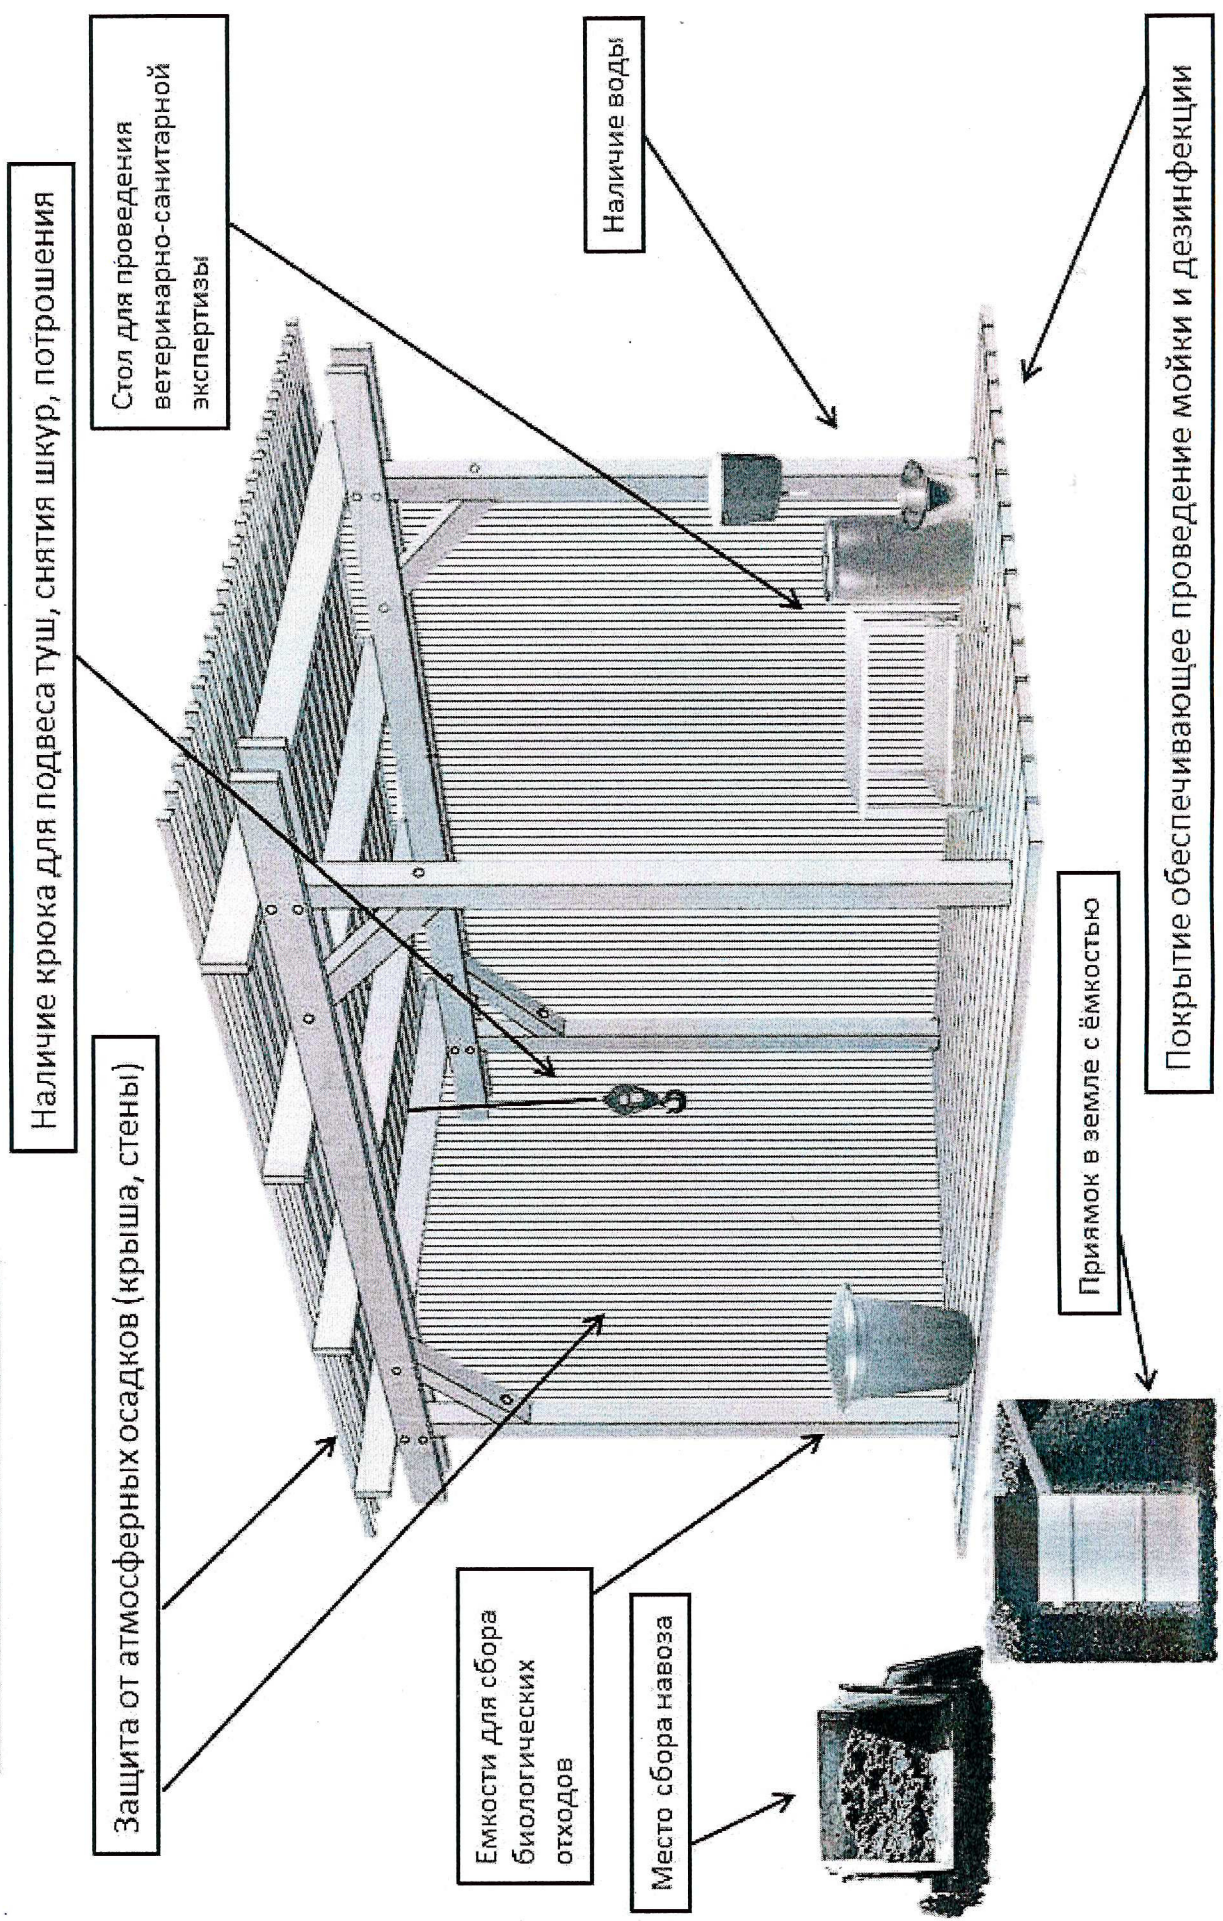 Наличие крюка для подвеса туш, снятия шкур, потрошения
Защита от атмосферных осадков (крыша, стены)
Стол для проведения
ветеринарно-санитарной
экспертизы
Емкости для сбора
биологических
отходов
Наличие воды
Место сбора навоза
Приямок в земле с ёмкостью
Покрытие обеспечивающее проведение мойки и дезинфекции